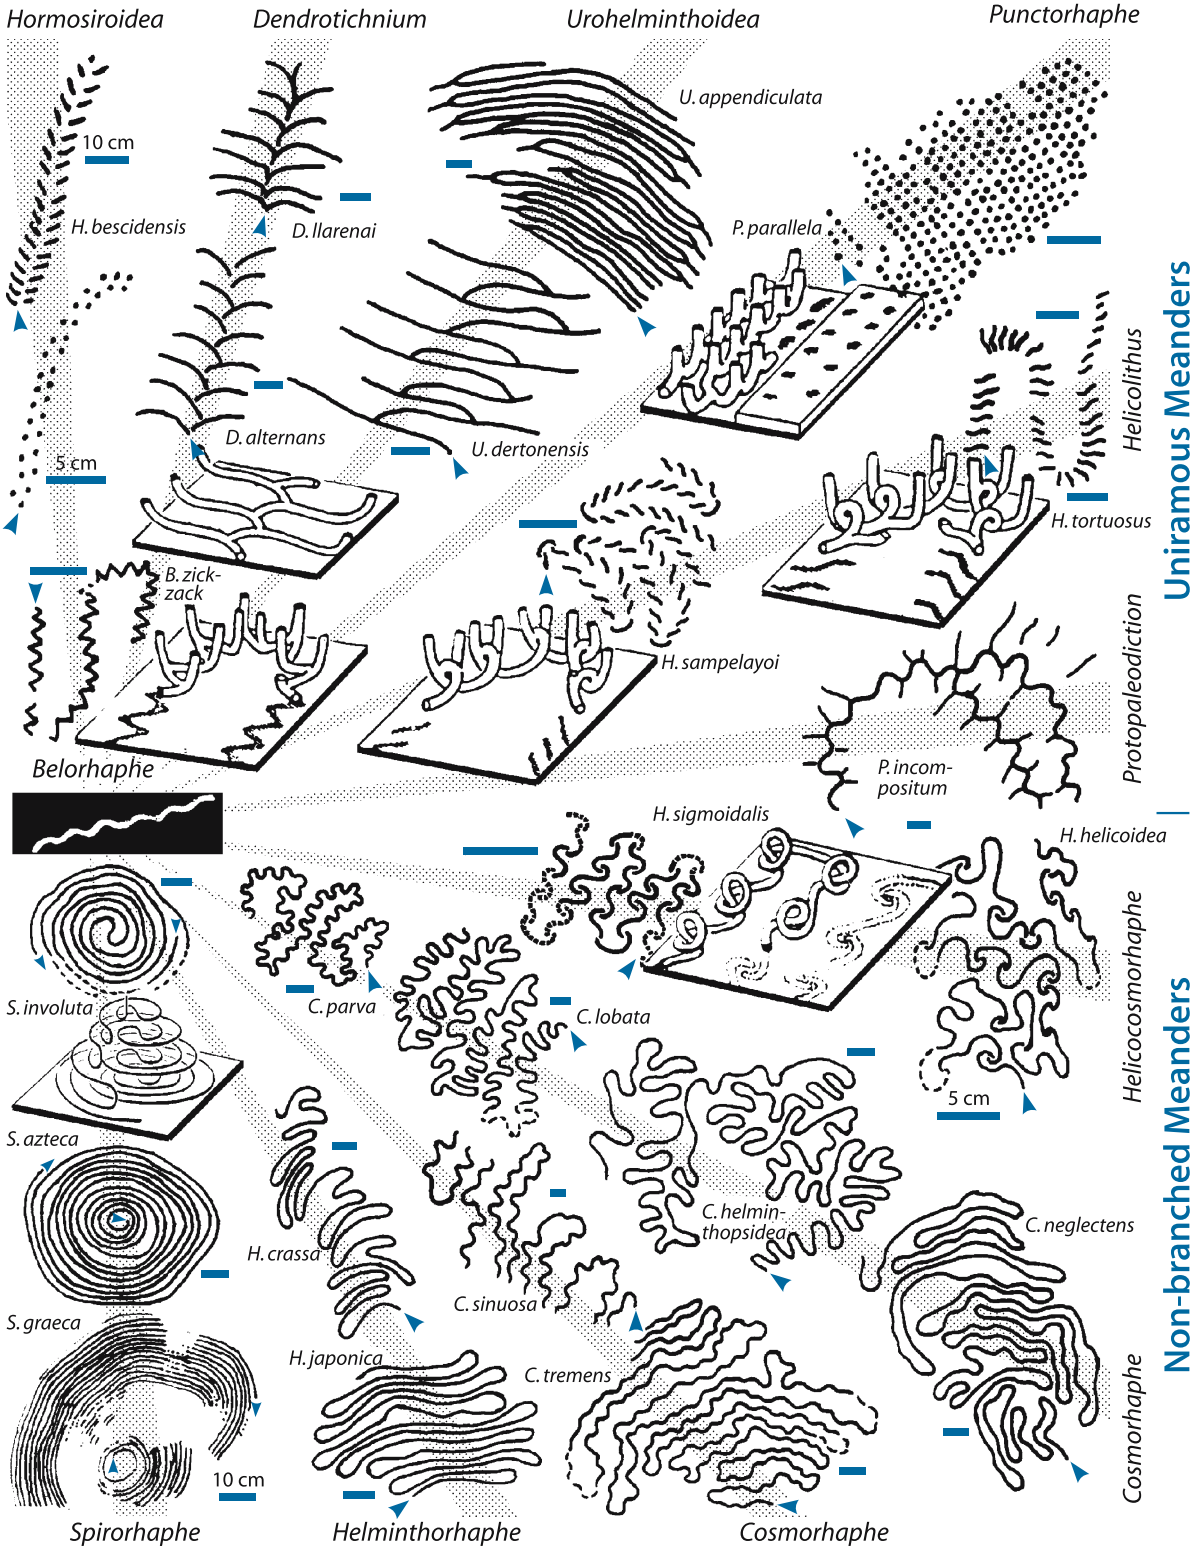 Hormosiroidea
Dendrotichnium
Urohelminthoidea
Punctorhaphe
U. appendiculata
10 cm
H. bescidensis
D. llarenai
P. parallela
Helicolithus
Uniramous Meanders
D. alternans
U. dertonensis
5 cm
H. tortuosus
B. zick-
zack
H. sampelayoi
Protopaleodiction
Belorhaphe
P. incom-
positum
H. sigmoidalis
H. helicoidea
Helicocosmorhaphe
Non-branched Meanders
S. involuta
C. parva
C. lobata
5 cm
S. azteca
C. helmin-
thopsidea
C. neglectens
H. crassa
C. sinuosa
S. graeca
H. japonica
C. tremens
Cosmorhaphe
10 cm
Spirorhaphe
Helminthorhaphe
Cosmorhaphe